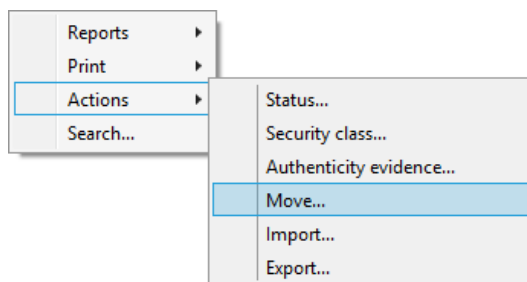 Reports
Print
Actions
Search...
Status...
Security class...
Authenticity evidence...
Move...
Import...
Export...